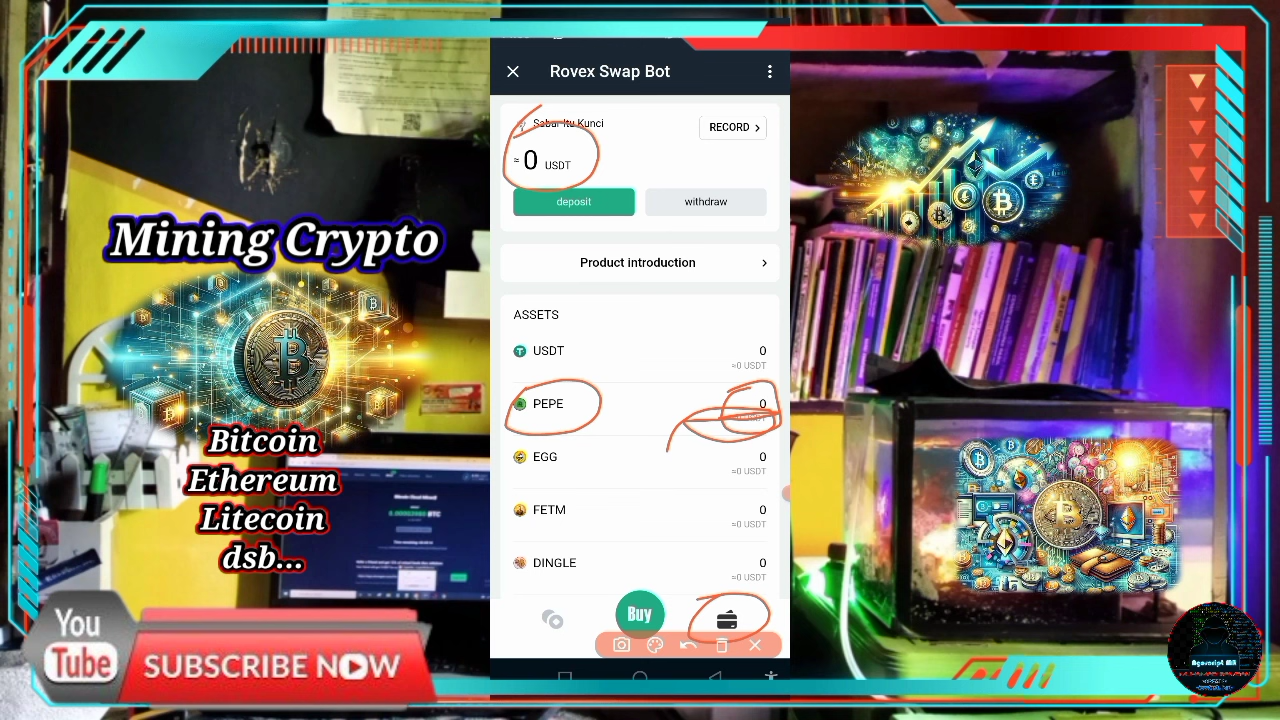 Mining Crypto
Bitcoin
Ethereum
Litecoin
dsb...
You
Tube
SUBSCRIBE NOW
Rovex Swap Bot
Sabar Itu Kunci
RECORD
≈ 0 USDT
deposit
withdraw
Product introduction
ASSETS
USDT 0
≈0 USDT
PEPE 0
EGG 0
≈0 USDT
FETM 0
≈0 USDT
DINGLE 0
≈0 USDT
Buy